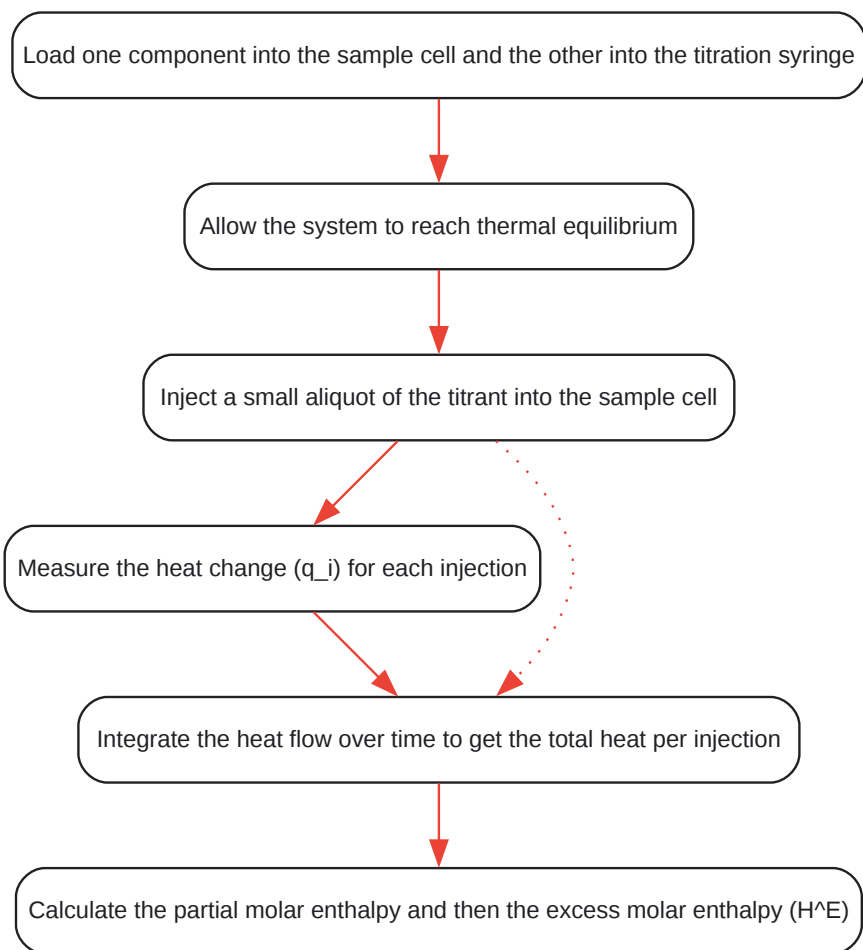 Load one component into the sample cell and the other into the titration syringe
Allow the system to reach thermal equilibrium
Inject a small aliquot of the titrant into the sample cell
Measure the heat change (q_i) for each injection
Integrate the heat flow over time to get the total heat per injection
Calculate the partial molar enthalpy and then the excess molar enthalpy (H^E)